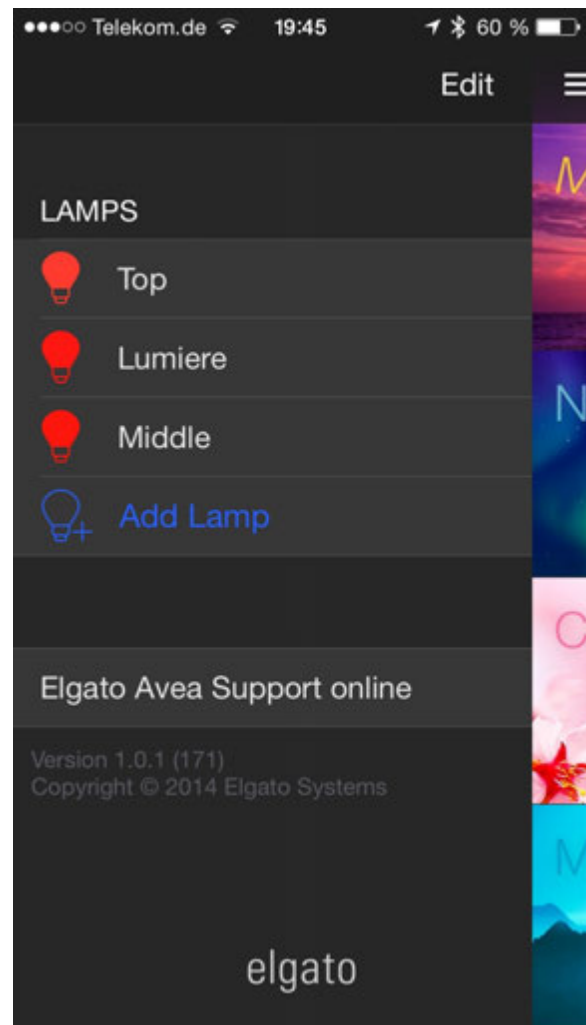 Telekom.de 19:45 60 %
Edit
LAMPS
Top
Lumiere
Middle
Add Lamp
Elgato Avea Support online
Version 1.0.1 (171)
Copyright © 2014 Elgato Systems
elgato
M
N
C
M